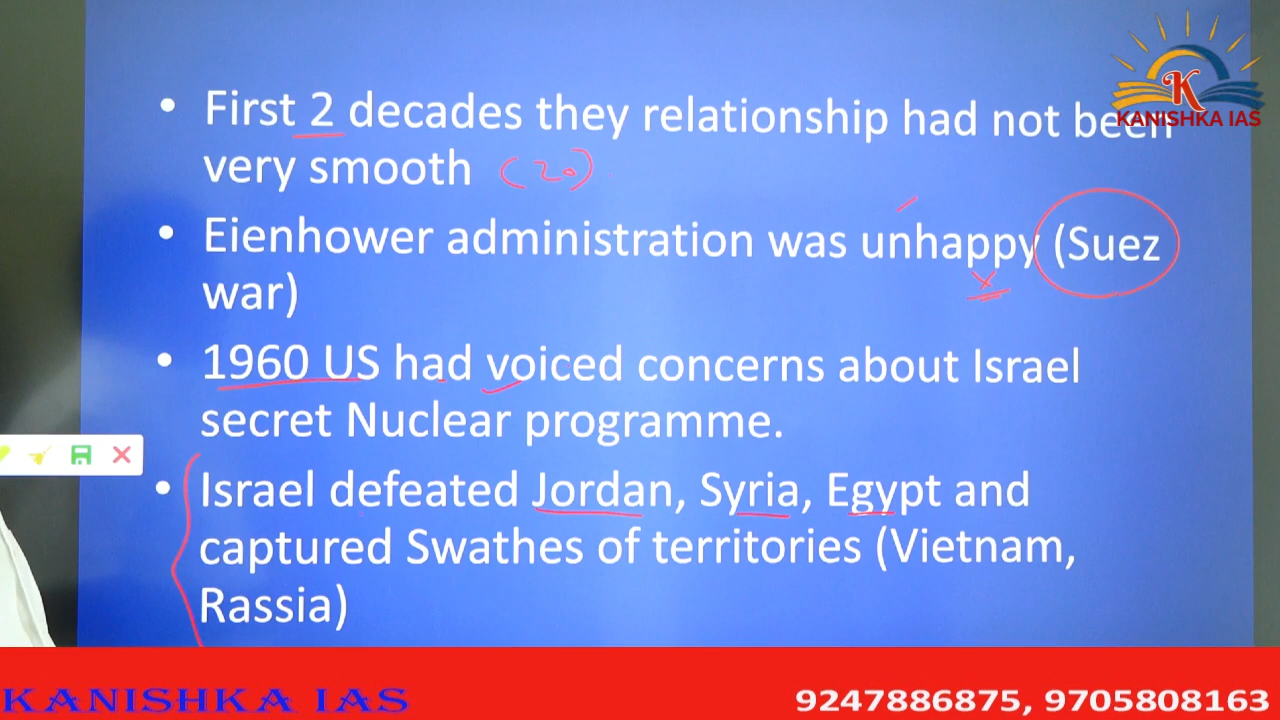 • First 2 decades they relationship had not been
very smooth (20)
• Eienhower administration was unhappy (Suez
war)
• 1960 US had voiced concerns about Israel
secret Nuclear programme.
• Israel defeated Jordan, Syria, Egypt and
captured Swathes of territories (Vietnam,
Rassia)
K
KANISHKA IAS
KANISHKA IAS
9247886875, 9705808163